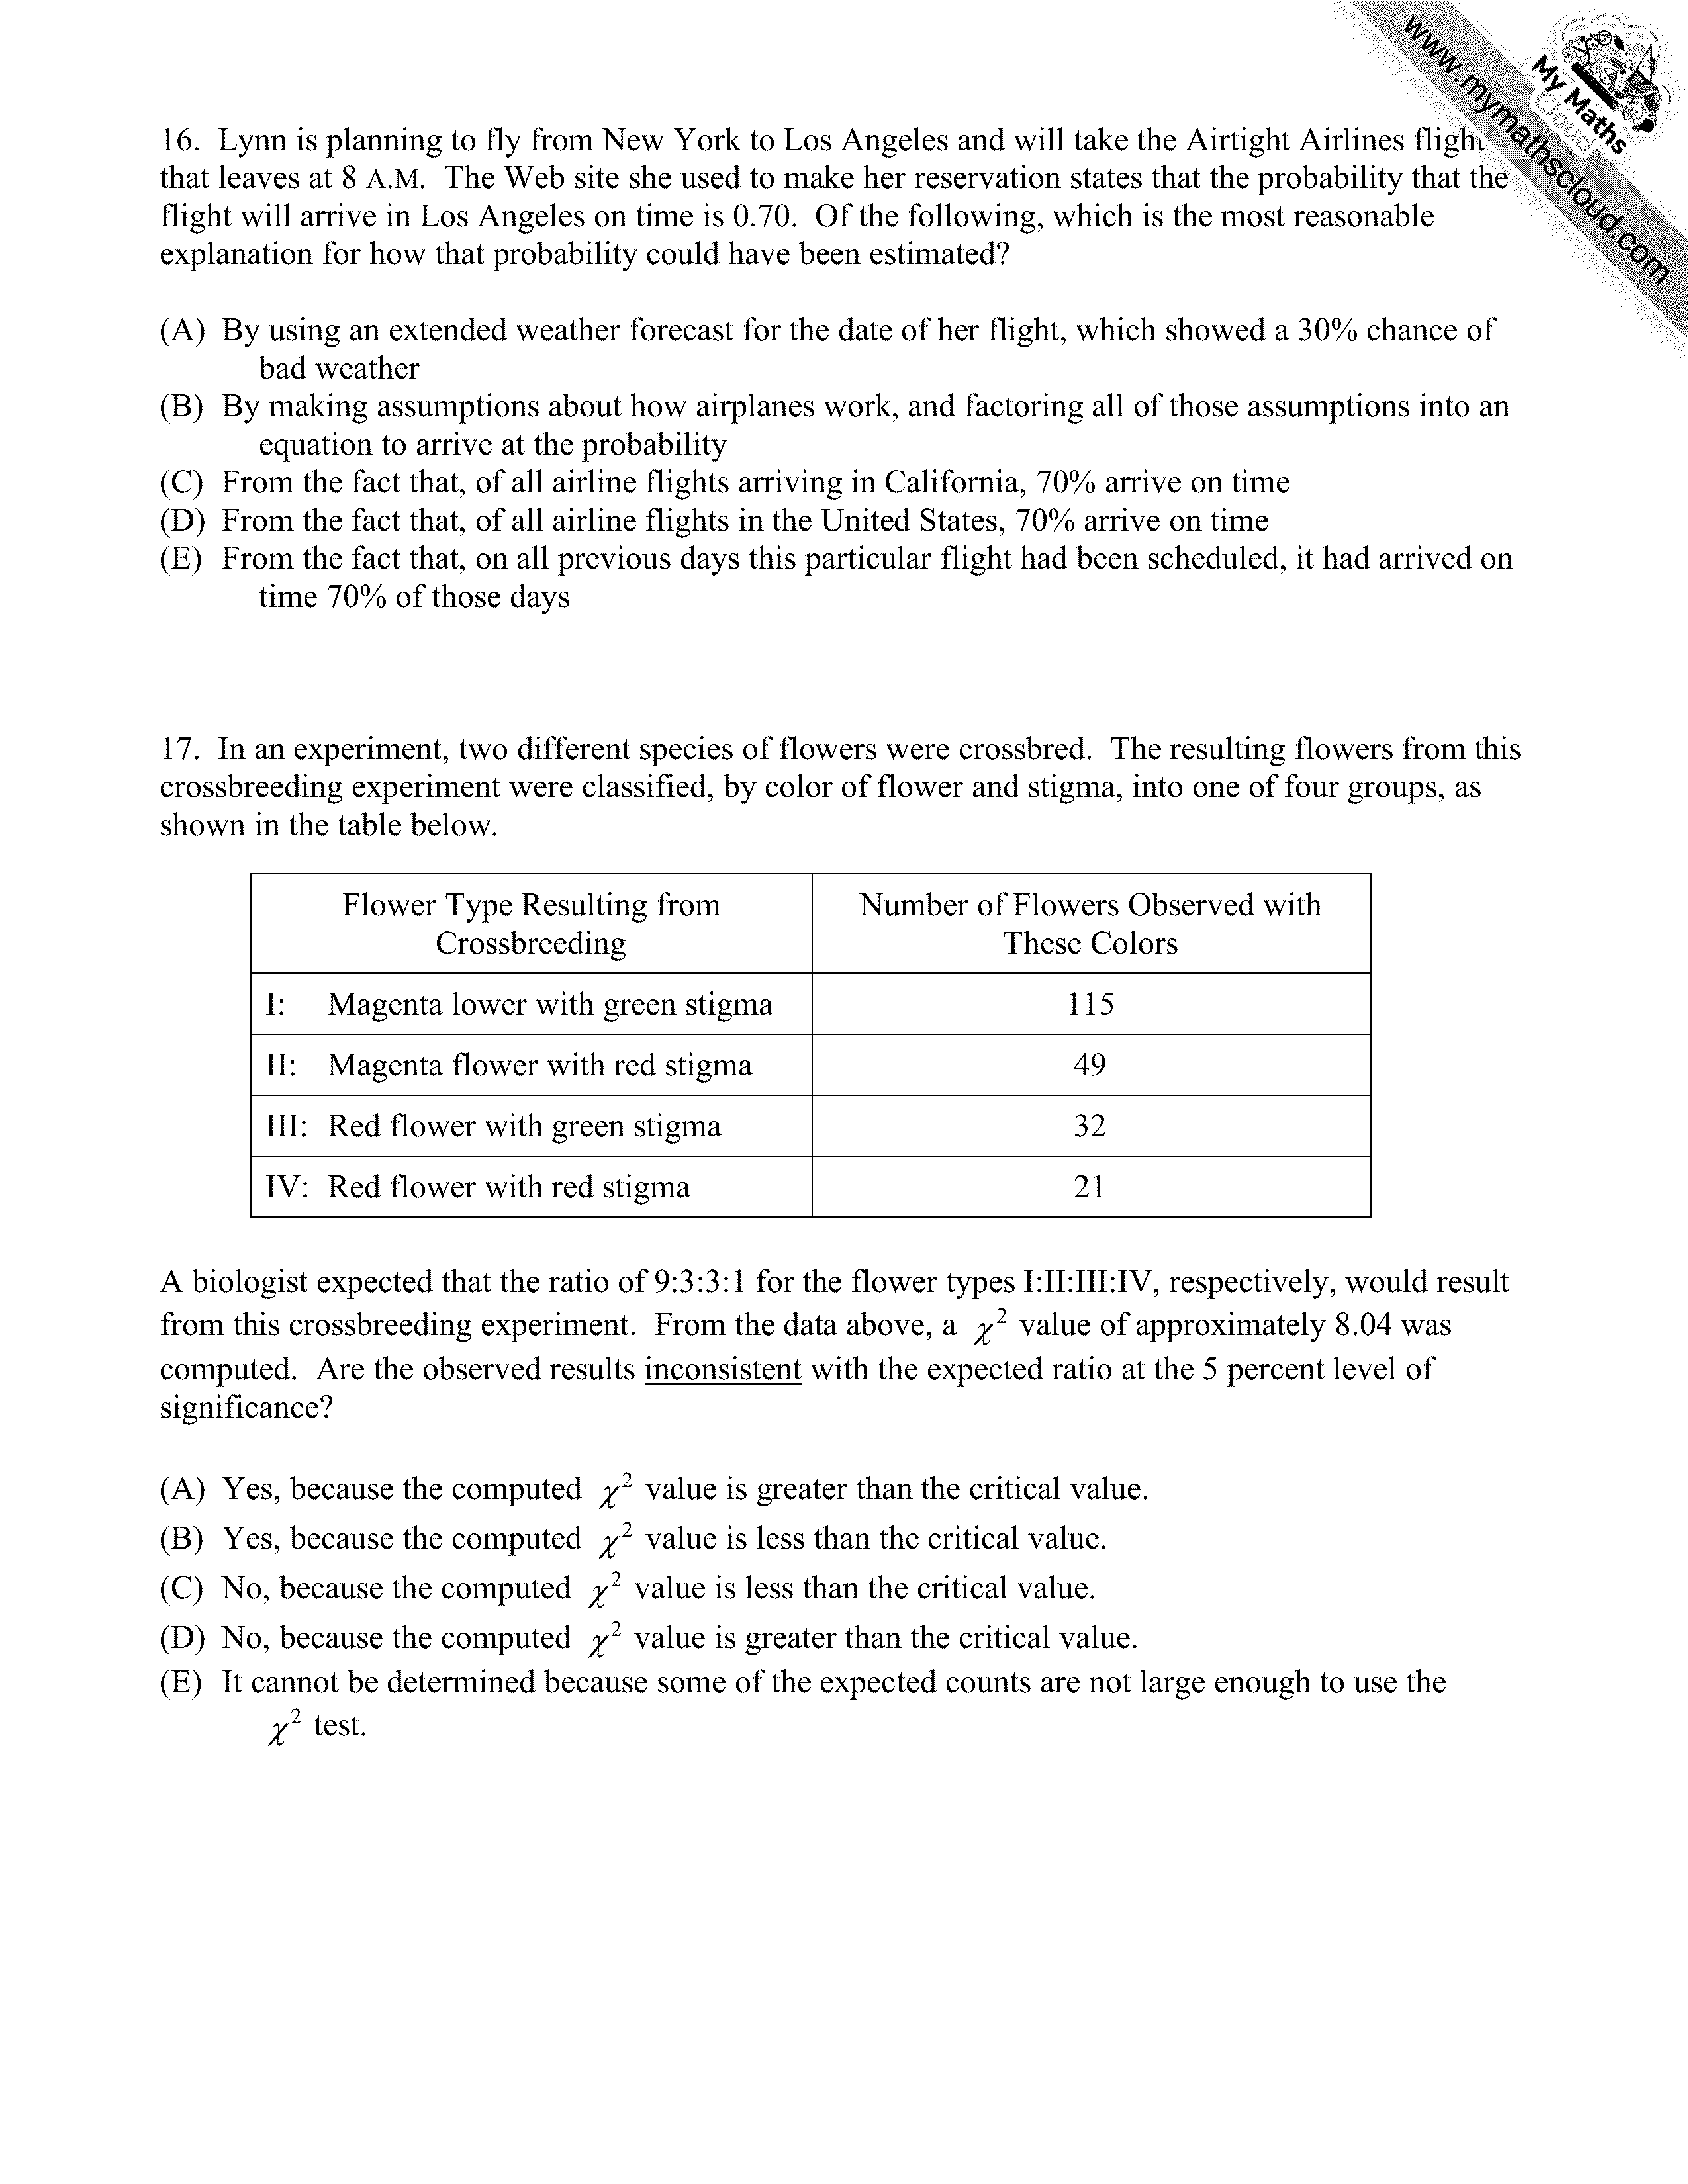 www.mymathscloud.com
My Maths
Cloud
16. Lynn is planning to fly from New York to Los Angeles and will take the Airtight Airlines flight
that leaves at 8 A.M. The Web site she used to make her reservation states that the probability that the
flight will arrive in Los Angeles on time is 0.70. Of the following, which is the most reasonable
explanation for how that probability could have been estimated?
(A) By using an extended weather forecast for the date of her flight, which showed a 30% chance of
bad weather
(B) By making assumptions about how airplanes work, and factoring all of those assumptions into an
equation to arrive at the probability
(C) From the fact that, of all airline flights arriving in California, 70% arrive on time
(D) From the fact that, of all airline flights in the United States, 70% arrive on time
(E) From the fact that, on all previous days this particular flight had been scheduled, it had arrived on
time 70% of those days
17. In an experiment, two different species of flowers were crossbred. The resulting flowers from this
crossbreeding experiment were classified, by color of flower and stigma, into one of four groups, as
shown in the table below.
Flower Type Resulting from Number of Flowers Observed with
Crossbreeding These Colors
I: Magenta lower with green stigma 115
II: Magenta flower with red stigma 49
III: Red flower with green stigma 32
IV: Red flower with red stigma 21
A biologist expected that the ratio of 9:3:3:1 for the flower types I:II:III:IV, respectively, would result
from this crossbreeding experiment. From the data above, a χ² value of approximately 8.04 was
computed. Are the observed results inconsistent with the expected ratio at the 5 percent level of
significance?
(A) Yes, because the computed χ² value is greater than the critical value.
(B) Yes, because the computed χ² value is less than the critical value.
(C) No, because the computed χ² value is less than the critical value.
(D) No, because the computed χ² value is greater than the critical value.
(E) It cannot be determined because some of the expected counts are not large enough to use the
χ² test.